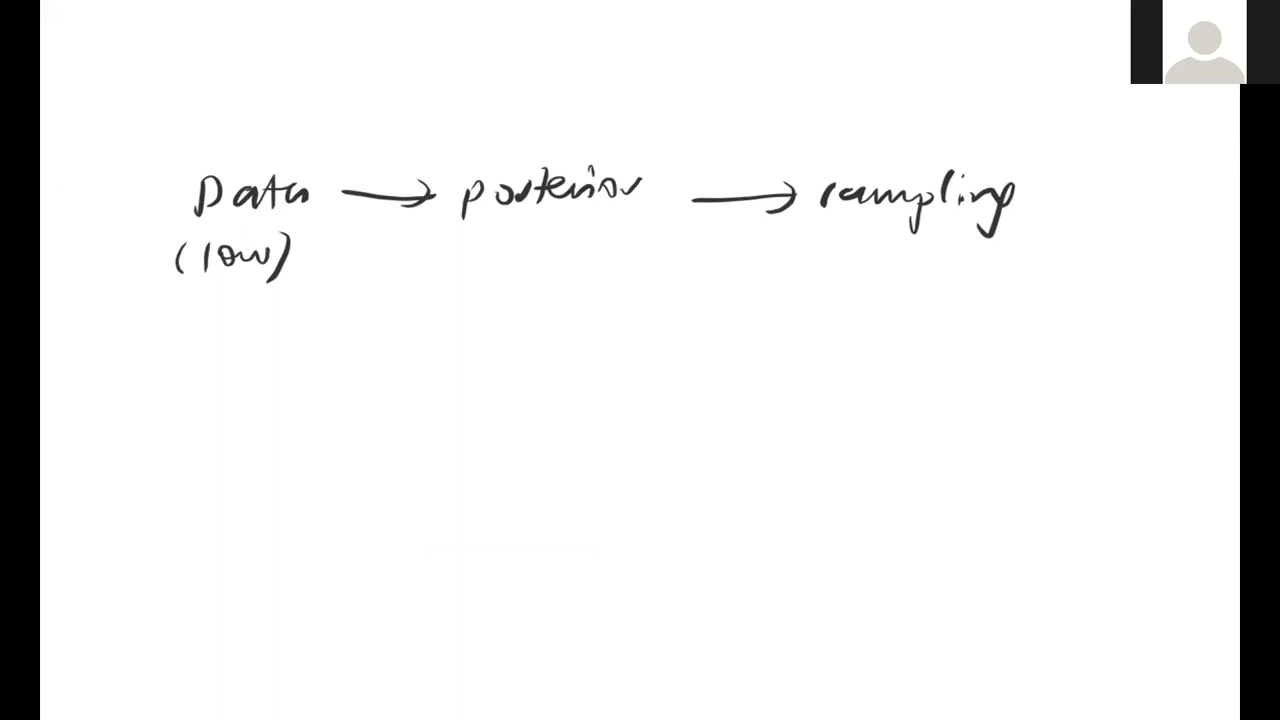 Data → posterior → sampling
(low)